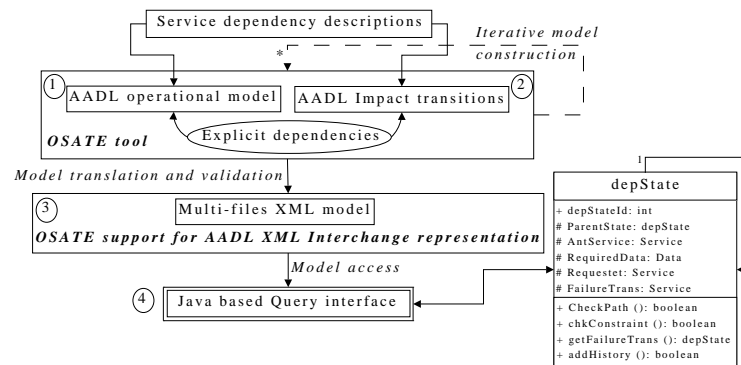 Service dependency descriptions
Iterative model
construction
*
1
2
AADL operational model
AADL Impact transitions
Explicit dependencies
OSATE tool
Model translation and validation
3
Multi-files XML model
OSATE support for AADL XML Interchange representation
Model access
4
Java based Query interface
1
depState
+ depStateId: int
# ParentState: depState
# AntService: Service
# RequiredData: Data
# Requestet: Service
# FailureTrans: Service
+ CheckPath (): boolean
+ chkConstraint (): boolean
+ getFailureTrans (): depState
+ addHistory (): boolean